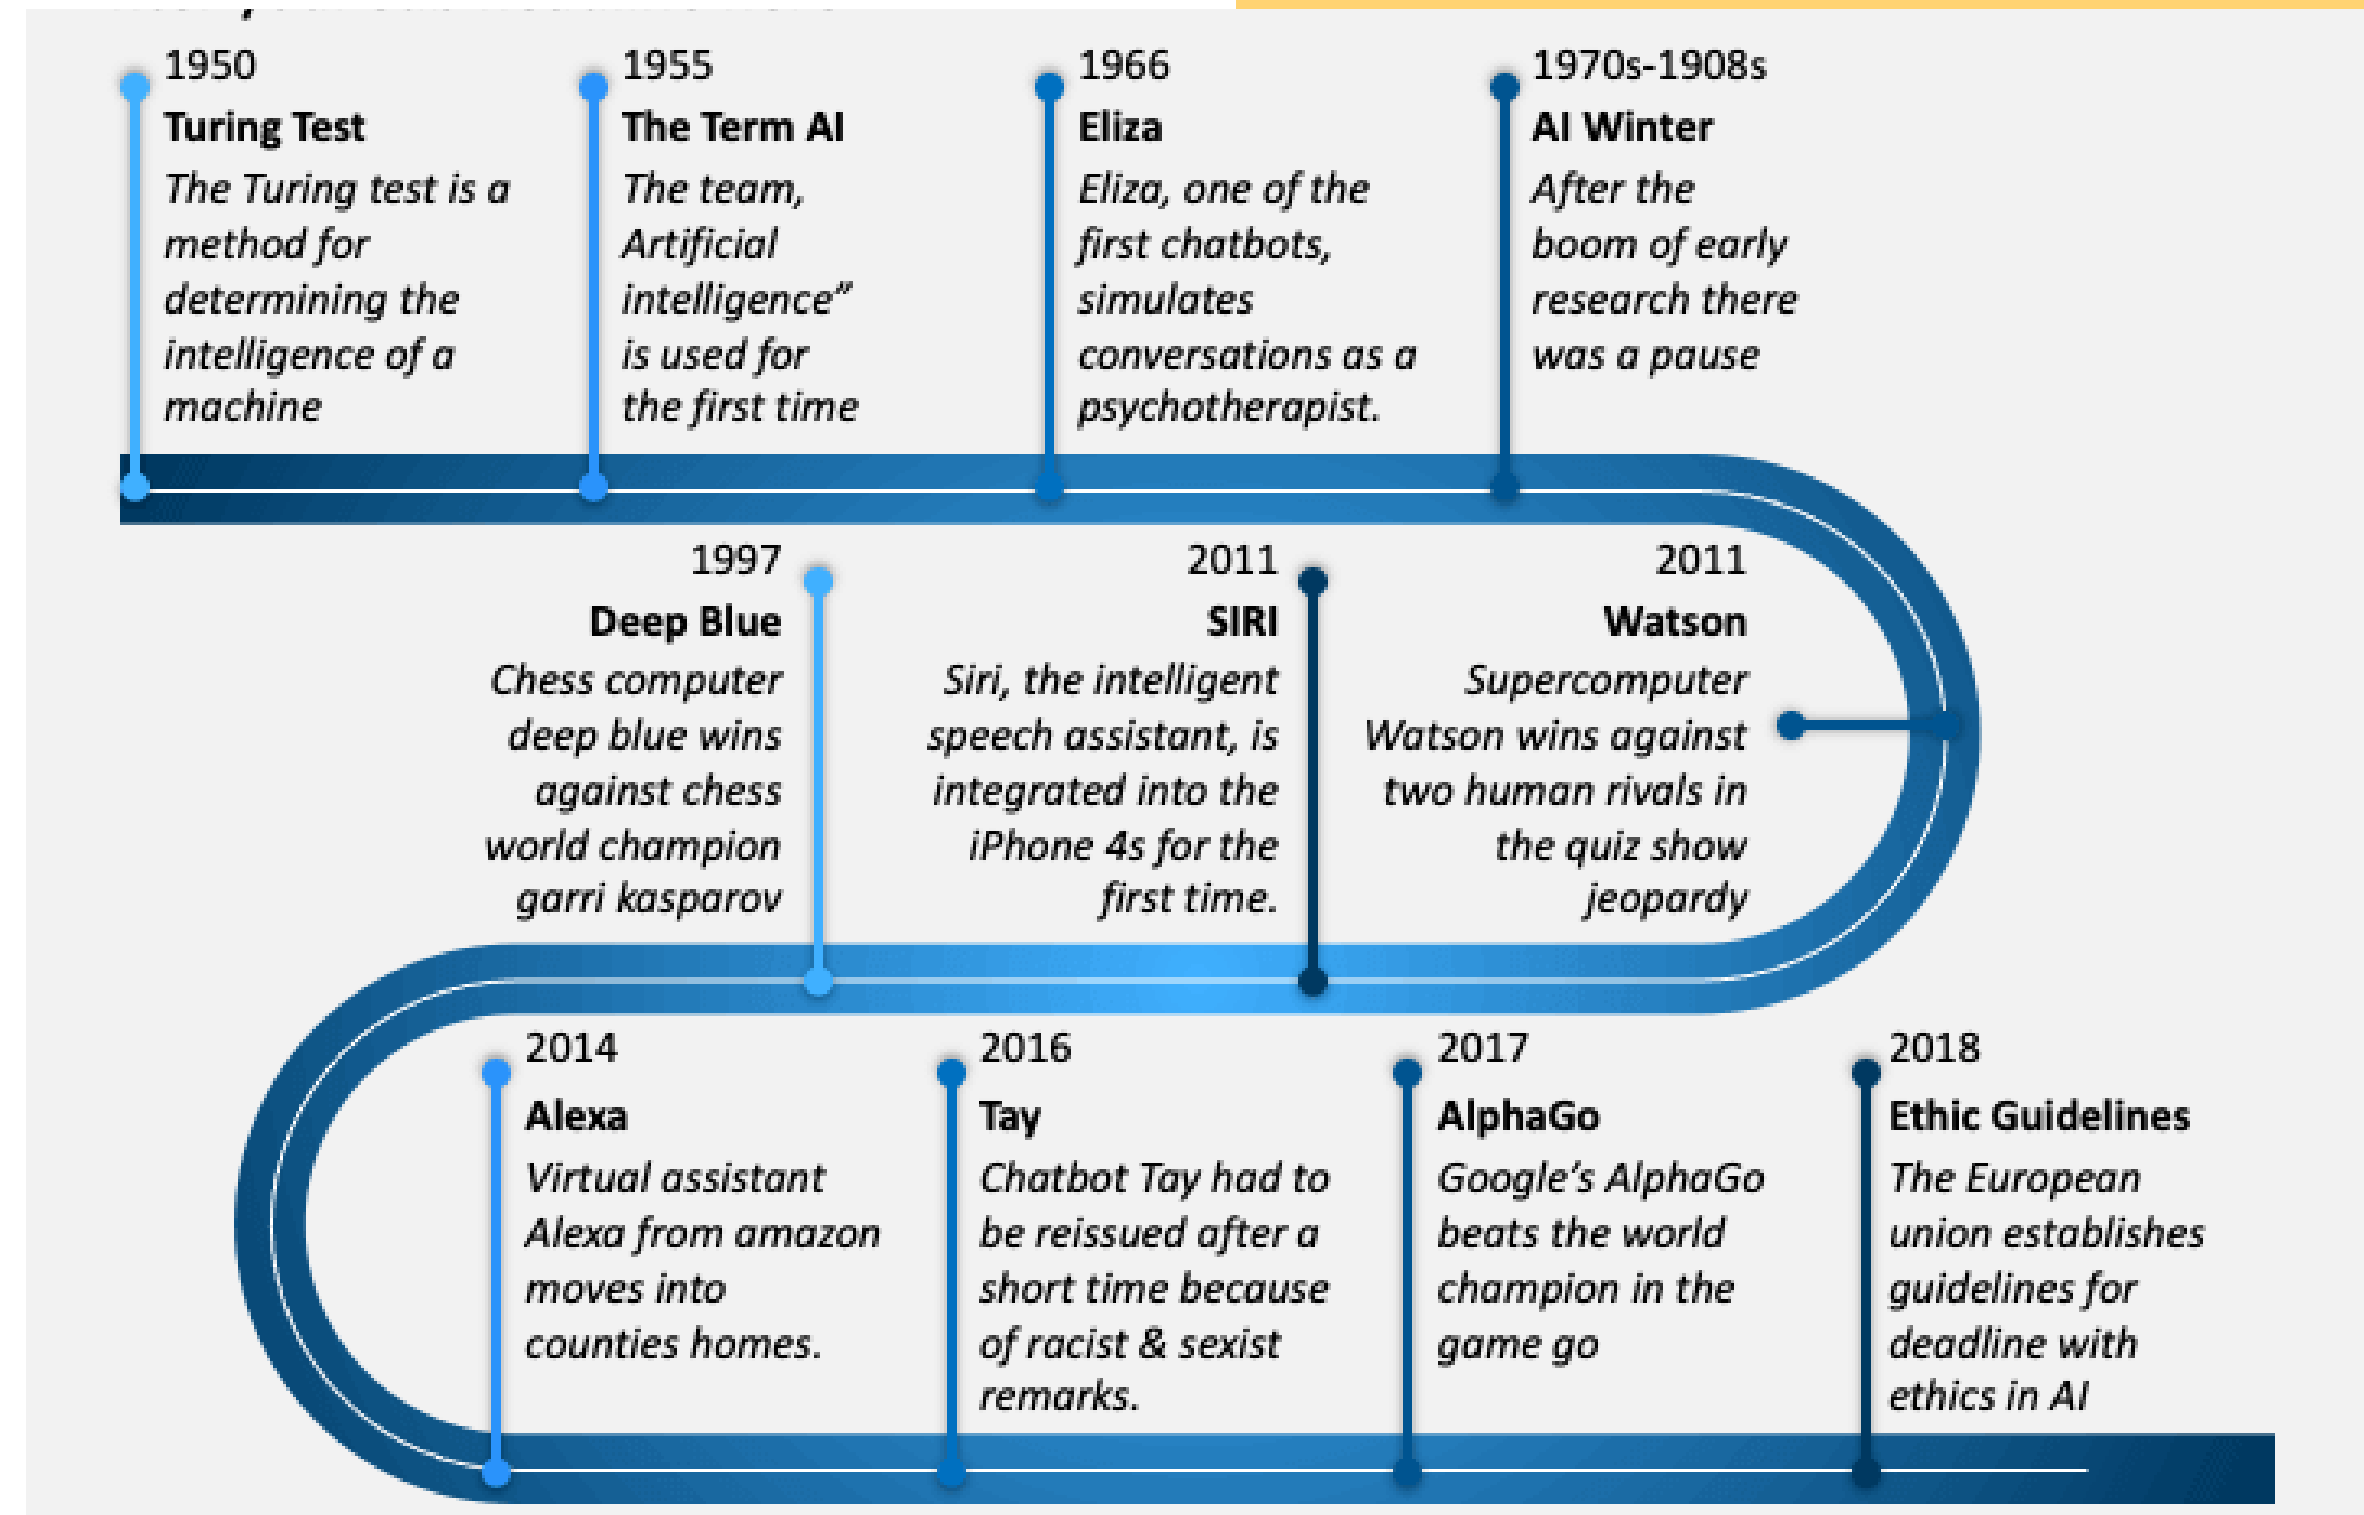 1950
Turing Test
The Turing test is a
method for
determining the
intelligence of a
machine
1955
The Term AI
The team,
Artificial
intelligence”
is used for
the first time
1966
Eliza
Eliza, one of the
first chatbots,
simulates
conversations as a
psychotherapist.
1970s-1908s
AI Winter
After the
boom of early
research there
was a pause
1997
Deep Blue
Chess computer
deep blue wins
against chess
world champion
garri kasparov
2011
SIRI
Siri, the intelligent
speech assistant, is
integrated into the
iPhone 4s for the
first time.
2011
Watson
Supercomputer
Watson wins against
two human rivals in
the quiz show
jeopardy
2014
Alexa
Virtual assistant
Alexa from amazon
moves into
counties homes.
2016
Tay
Chatbot Tay had to
be reissued after a
short time because
of racist & sexist
remarks.
2017
AlphaGo
Google’s AlphaGo
beats the world
champion in the
game go
2018
Ethic Guidelines
The European
union establishes
guidelines for
deadline with
ethics in AI